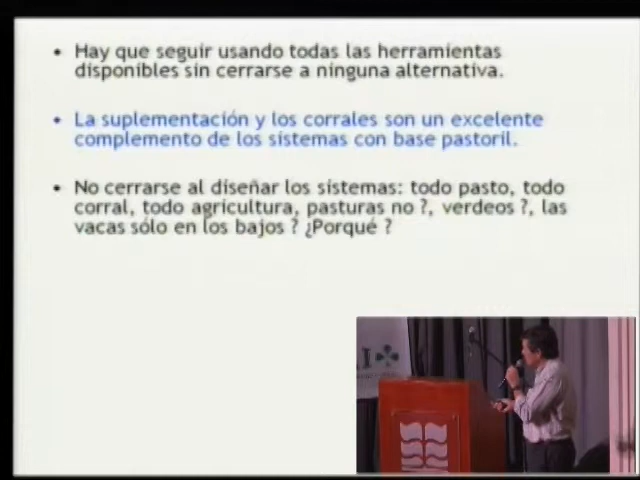 • Hay que seguir usando todas las herramientas
disponibles sin cerrarse a ninguna alternativa.
• La suplementación y los corrales son un excelente
complemento de los sistemas con base pastoril.
• No cerrarse al diseñar los sistemas: todo pasto, todo
corral, todo agricultura, pasturas no ?, verdeos ?, las
vacas sólo en los bajos ? ¿Porqué ?